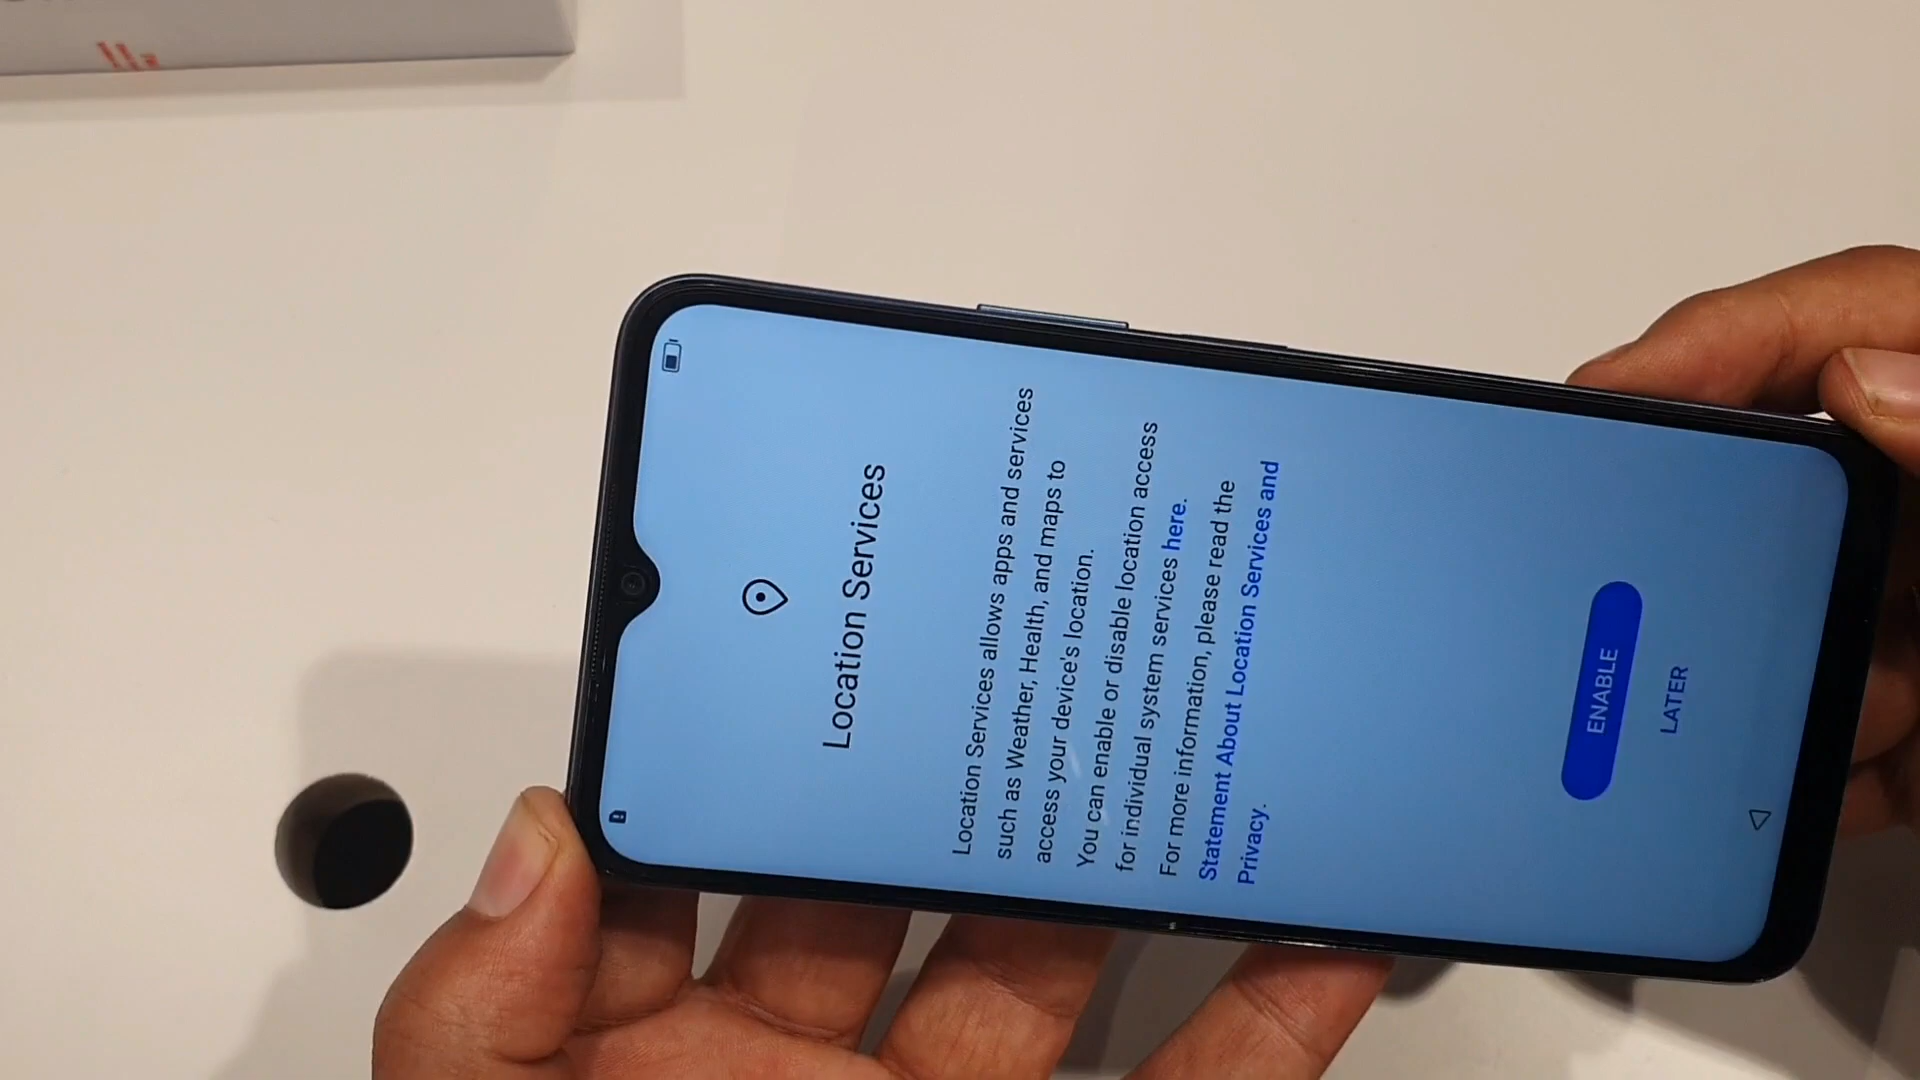 Location Services
Location Services allows apps and services
such as Weather, Health, and maps to
access your device's location.
You can enable or disable location access
for individual system services here.
For more information, please read the
Statement About Location Services and
Privacy.
ENABLE
LATER